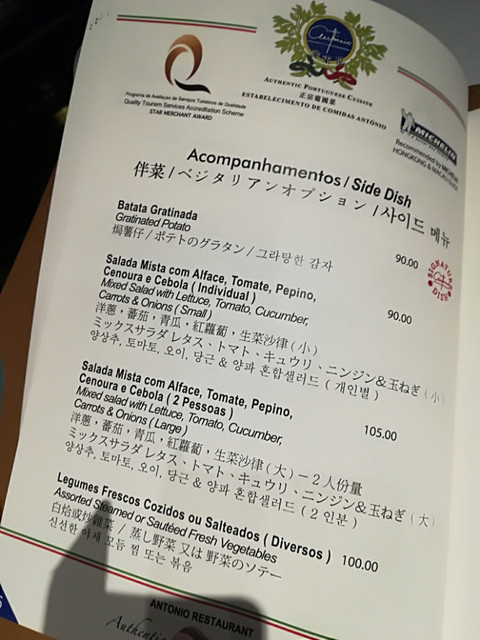 António
Programa de Avaliação de Serviços Turísticos de Qualidade
Quality Tourism Services Accreditation Scheme
STAR MERCHANT AWARD
AUTHENTIC PORTUGUESE CUISINE
正宗葡國菜
ESTABELECIMENTO DE COMIDAS ANTÓNIO
MICHELIN
Recommended by MICHELIN
HONGKONG & MACAU
Acompanhamentos / Side Dish
伴菜 / ベジタリアンオプション / 사이드 메뉴
Batata Gratinada
Gratinated Potato
焗薯仔 / ポテトのグラタン / 그라탕한 감자
90.00
SIGNATURE
DISH
Salada Mista com Alface, Tomate, Pepino,
Cenoura e Cebola ( Individual )
Mixed Salad with Lettuce, Tomato, Cucumber,
Carrots & Onions ( Small )
90.00
洋蔥，蕃茄，青瓜，紅蘿蔔，生菜沙律（小）
ミックスサラダ レタス、トマト、キュウリ、ニンジン＆玉ねぎ（小）
양상추, 토마토, 오이, 당근 & 양파 혼합샐러드 ( 개인별 )
Salada Mista com Alface, Tomate, Pepino,
Cenoura e Cebola ( 2 Pessoas )
Mixed salad with Lettuce, Tomato, Cucumber,
Carrots & Onions ( Large )
105.00
洋蔥，蕃茄，青瓜，紅蘿蔔，生菜沙律（大）－2人份量
ミックスサラダ レタス、トマト、キュウリ、ニンジン＆玉ねぎ（大）
양상추, 토마토, 오이, 당근 & 양파 혼합샐러드 ( 2 인분 )
Legumes Frescos Cozidos ou Salteados ( Diversos )
Assorted Steamed or Sautéed Fresh Vegetables
100.00
白烚或炒雜菜 / 蒸し野菜 又は 野菜のソテー
신선한 야채 모듬 찜 또는 볶음
ANTONIO RESTAURANT
Authentic